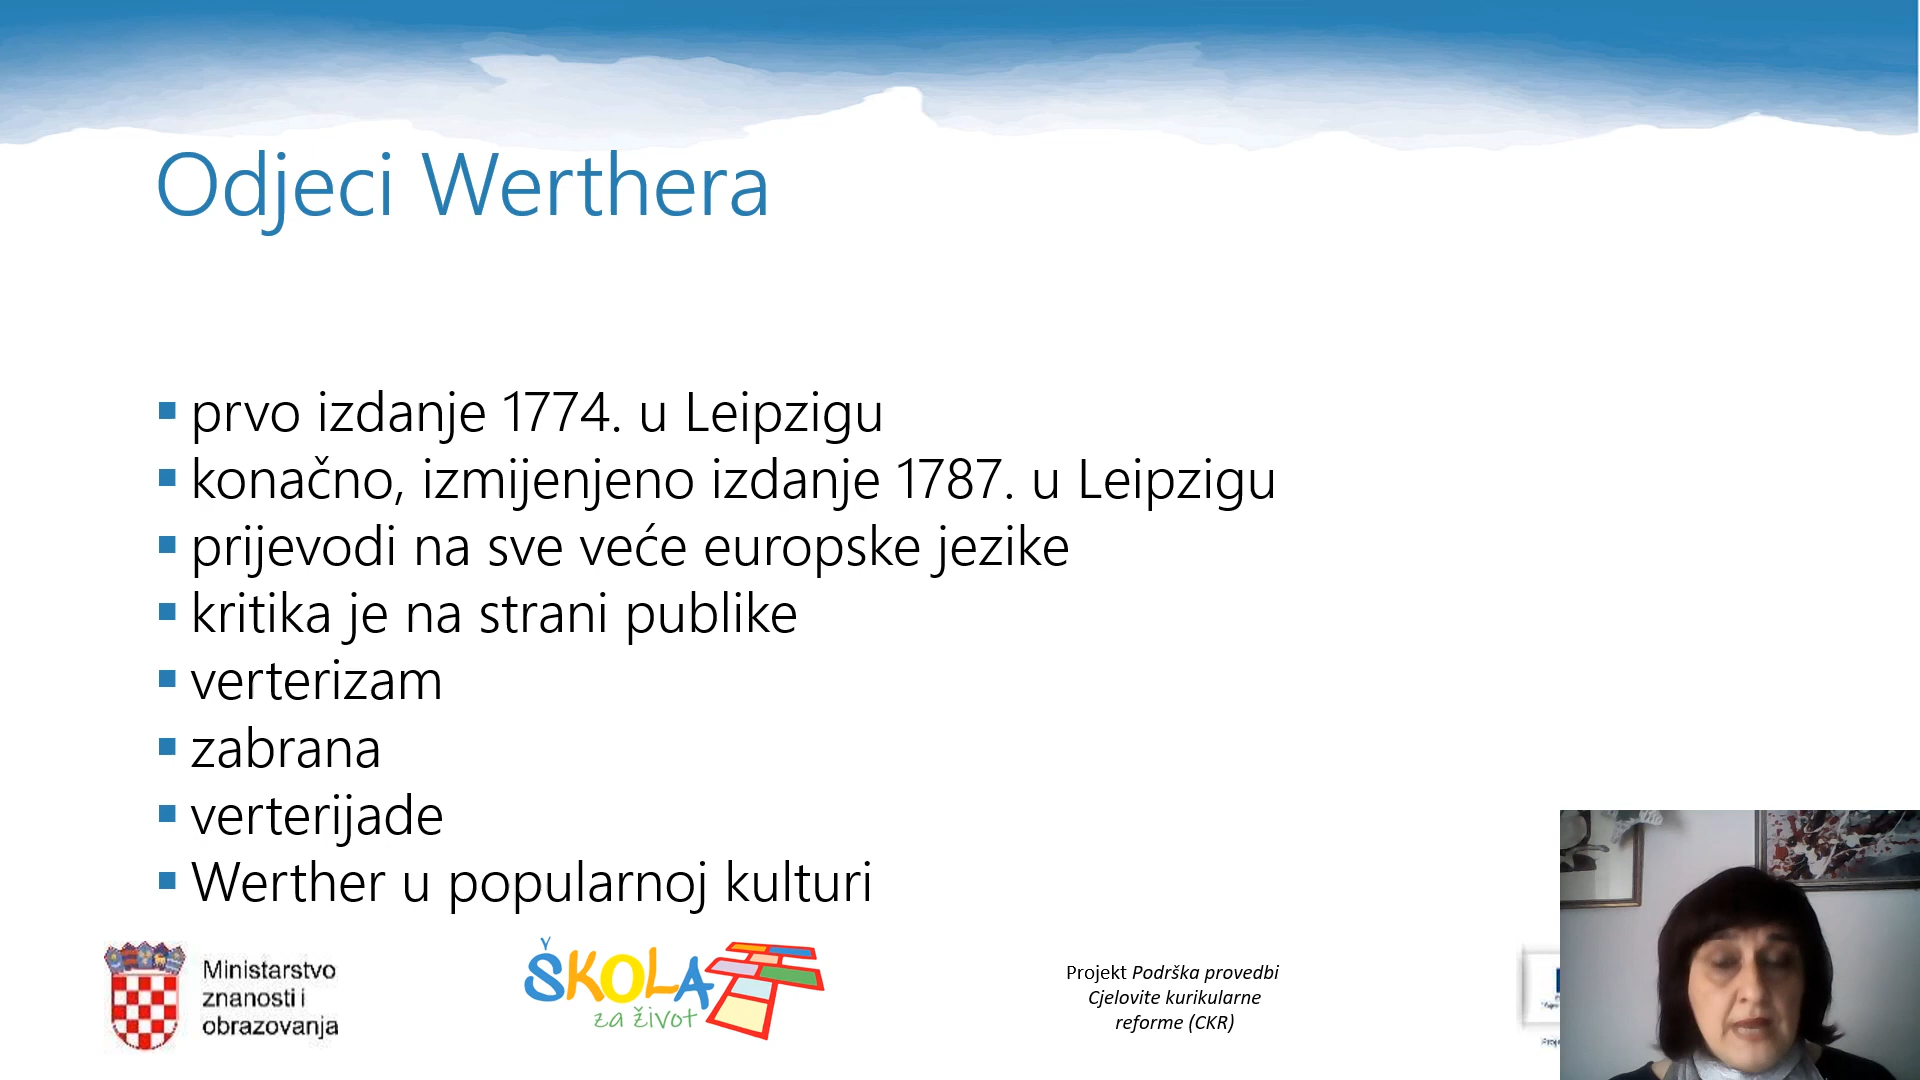 Odjeci Werthera
prvo izdanje 1774. u Leipzigu
konačno, izmijenjeno izdanje 1787. u Leipzigu
prijevodi na sve veće europske jezike
kritika je na strani publike
verterizam
zabrana
verterijade
Werther u popularnoj kulturi
Ministarstvo
znanosti i
obrazovanja
ŠKOLA
za život
Projekt Podrška provedbi
Cjelovite kurikularne
reforme (CKR)